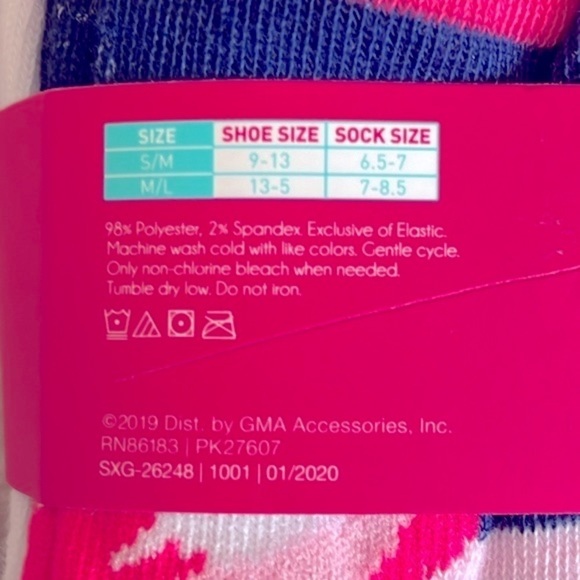 SIZE SHOE SIZE SOCK SIZE
S/M 9-13 6.5-7
M/L 13-5 7-8.5
98% Polyester, 2% Spandex. Exclusive of Elastic.
Machine wash cold with like colors. Gentle cycle.
Only non-chlorine bleach when needed.
Tumble dry low. Do not iron.
©2019 Dist. by GMA Accessories, Inc.
RN86183 | PK27607
SXG-26248 | 1001 | 01/2020